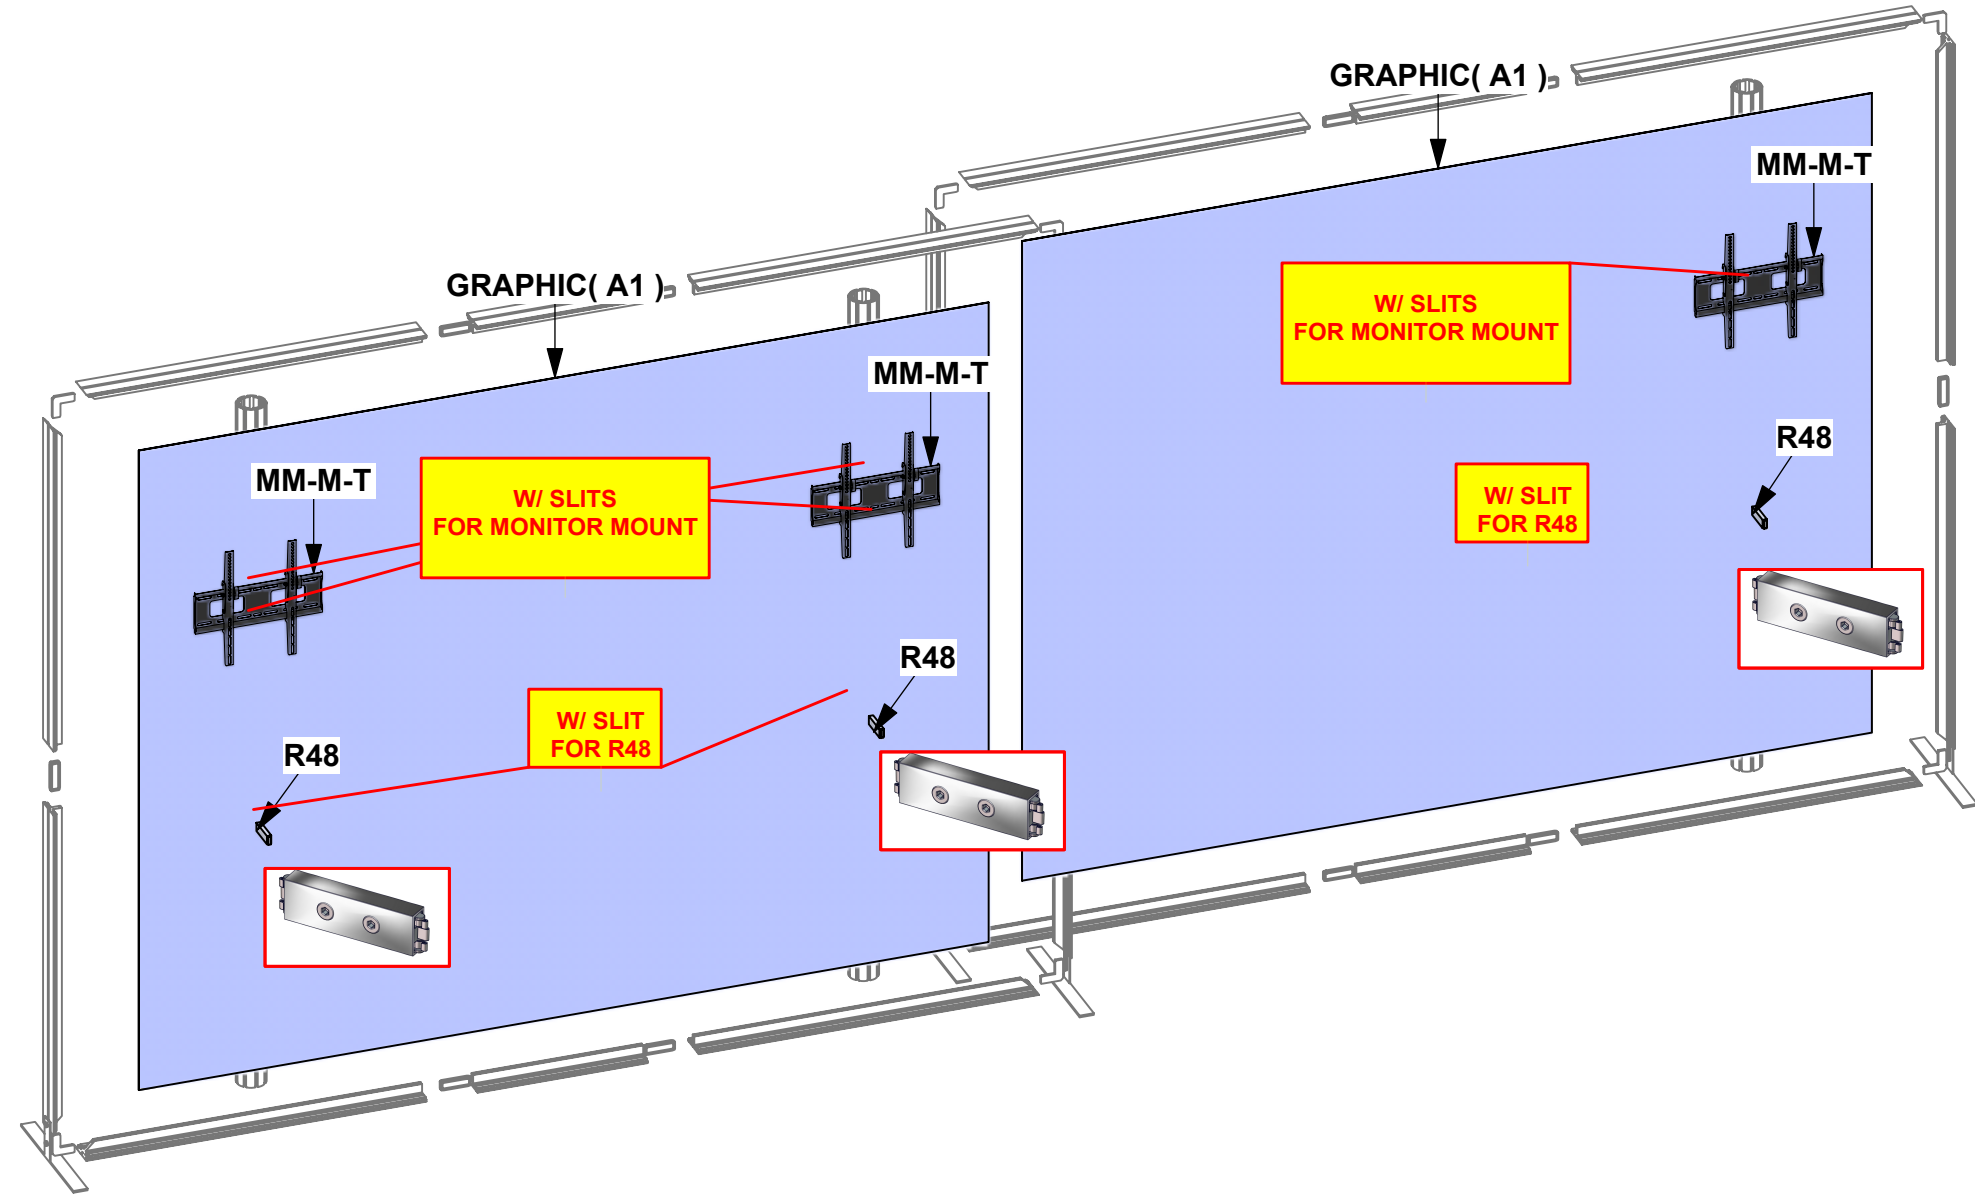 GRAPHIC( A1 )
MM-M-T
W/ SLITS
FOR MONITOR MOUNT
R48
W/ SLIT
FOR R48
GRAPHIC( A1 )
MM-M-T
MM-M-T
W/ SLITS
FOR MONITOR MOUNT
R48
W/ SLIT
FOR R48
R48